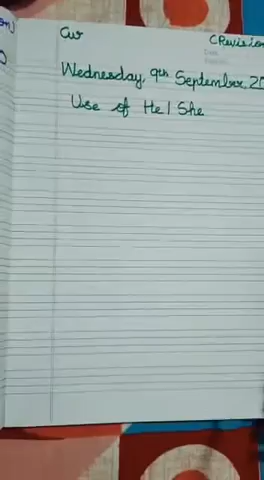 Cw (Revision
Wednesday, 9th September, 20
Use of He/ She